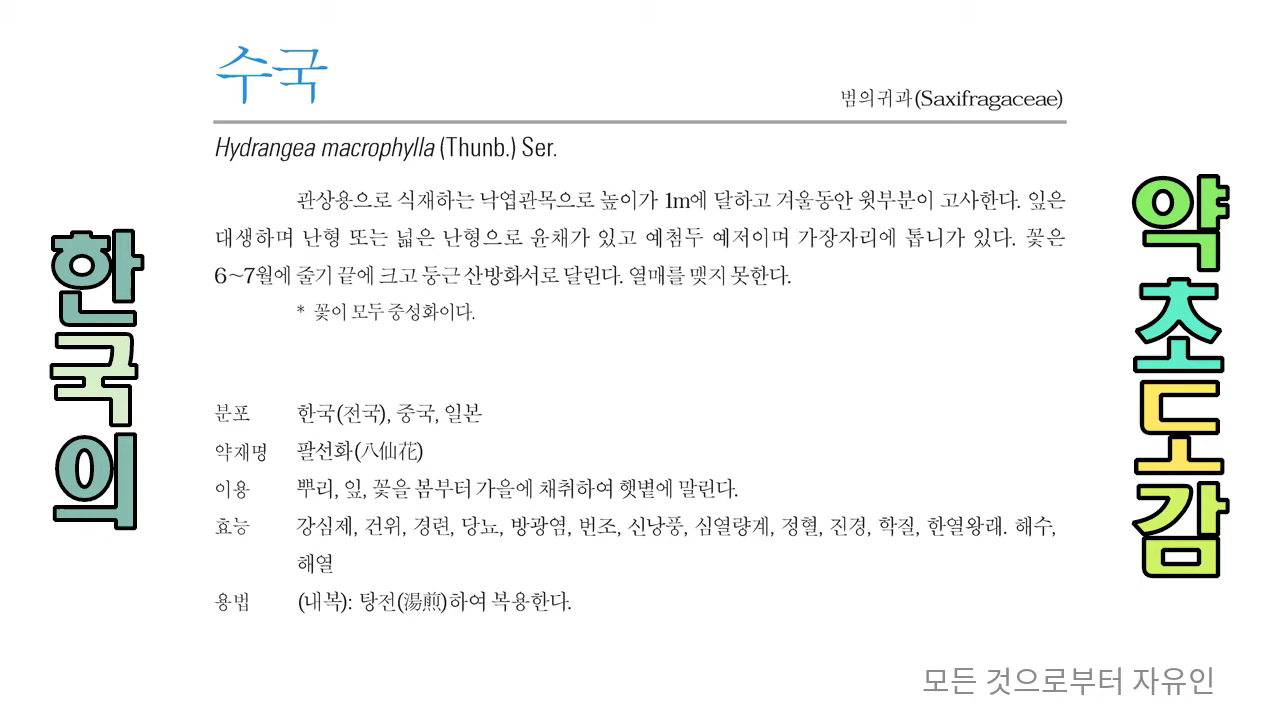 수국
범의귀과(Saxifragaceae)
Hydrangea macrophylla (Thunb.) Ser.
관상용으로 식재하는 낙엽관목으로 높이가 1m에 달하고 겨울동안 윗부분이 고사한다. 잎은
대생하며 난형 또는 넓은 난형으로 윤채가 있고 예첨두 예저이며 가장자리에 톱니가 있다. 꽃은
6~7월에 줄기 끝에 크고 둥근 산방화서로 달린다. 열매를 맺지 못한다.
* 꽃이 모두 중성화이다.
분포 한국(전국), 중국, 일본
약재명 팔선화(八仙花)
이용 뿌리, 잎, 꽃을 봄부터 가을에 채취하여 햇볕에 말린다.
효능 강심제, 건위, 경련, 당뇨, 방광염, 번조, 신낭풍, 심열량계, 정혈, 진경, 학질, 한열왕래. 해수,
해열
용법 (내복): 탕전(湯煎)하여 복용한다.
한국의
약초도감
모든 것으로부터 자유인